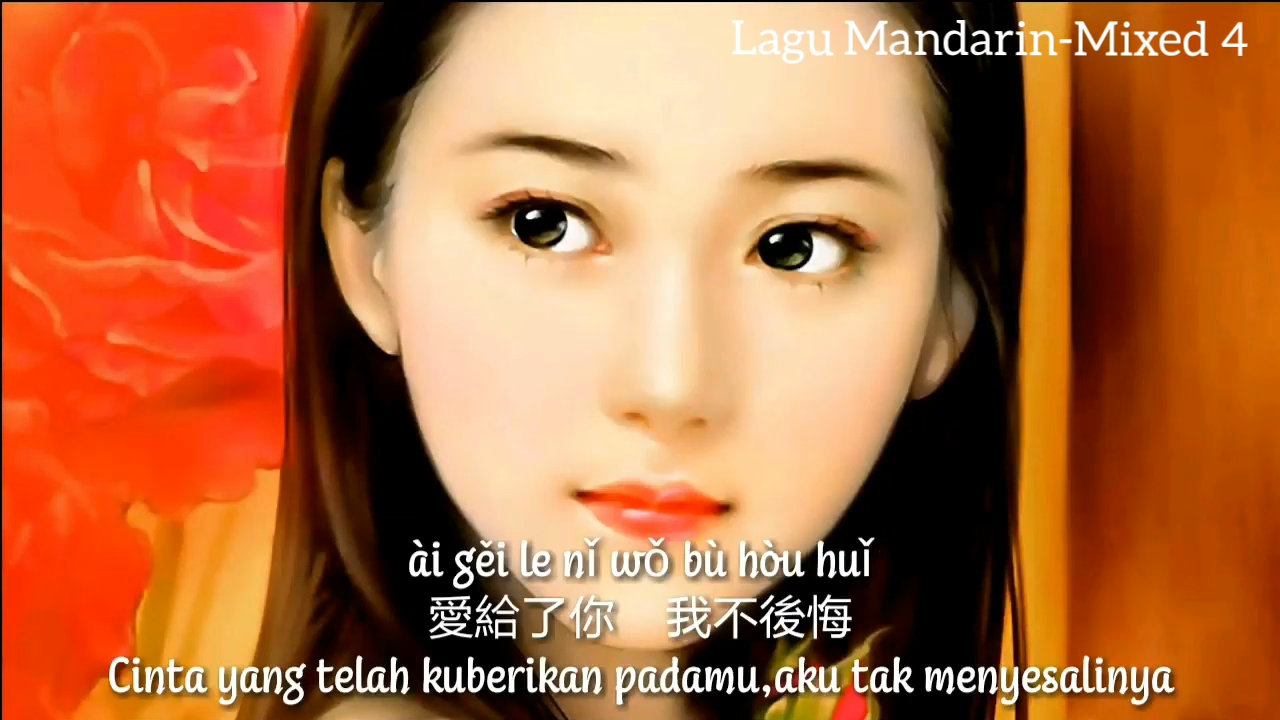 Lagu Mandarin-Mixed 4
ài gěi le nǐ wǒ bù hòu huǐ
愛給了你　我不後悔
Cinta yang telah kuberikan padamu,aku tak menyesalinya